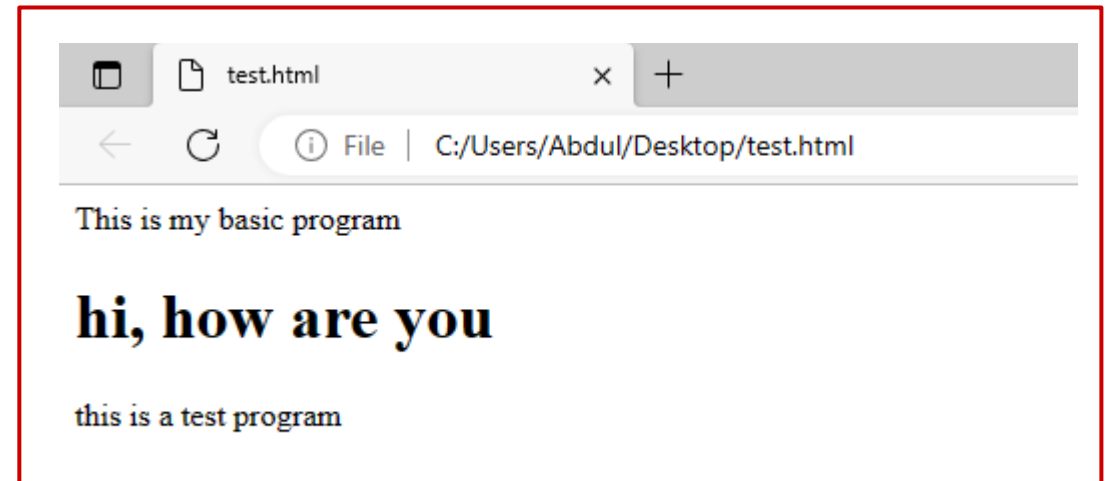 test.html
File C:/Users/Abdul/Desktop/test.html
This is my basic program
hi, how are you
this is a test program